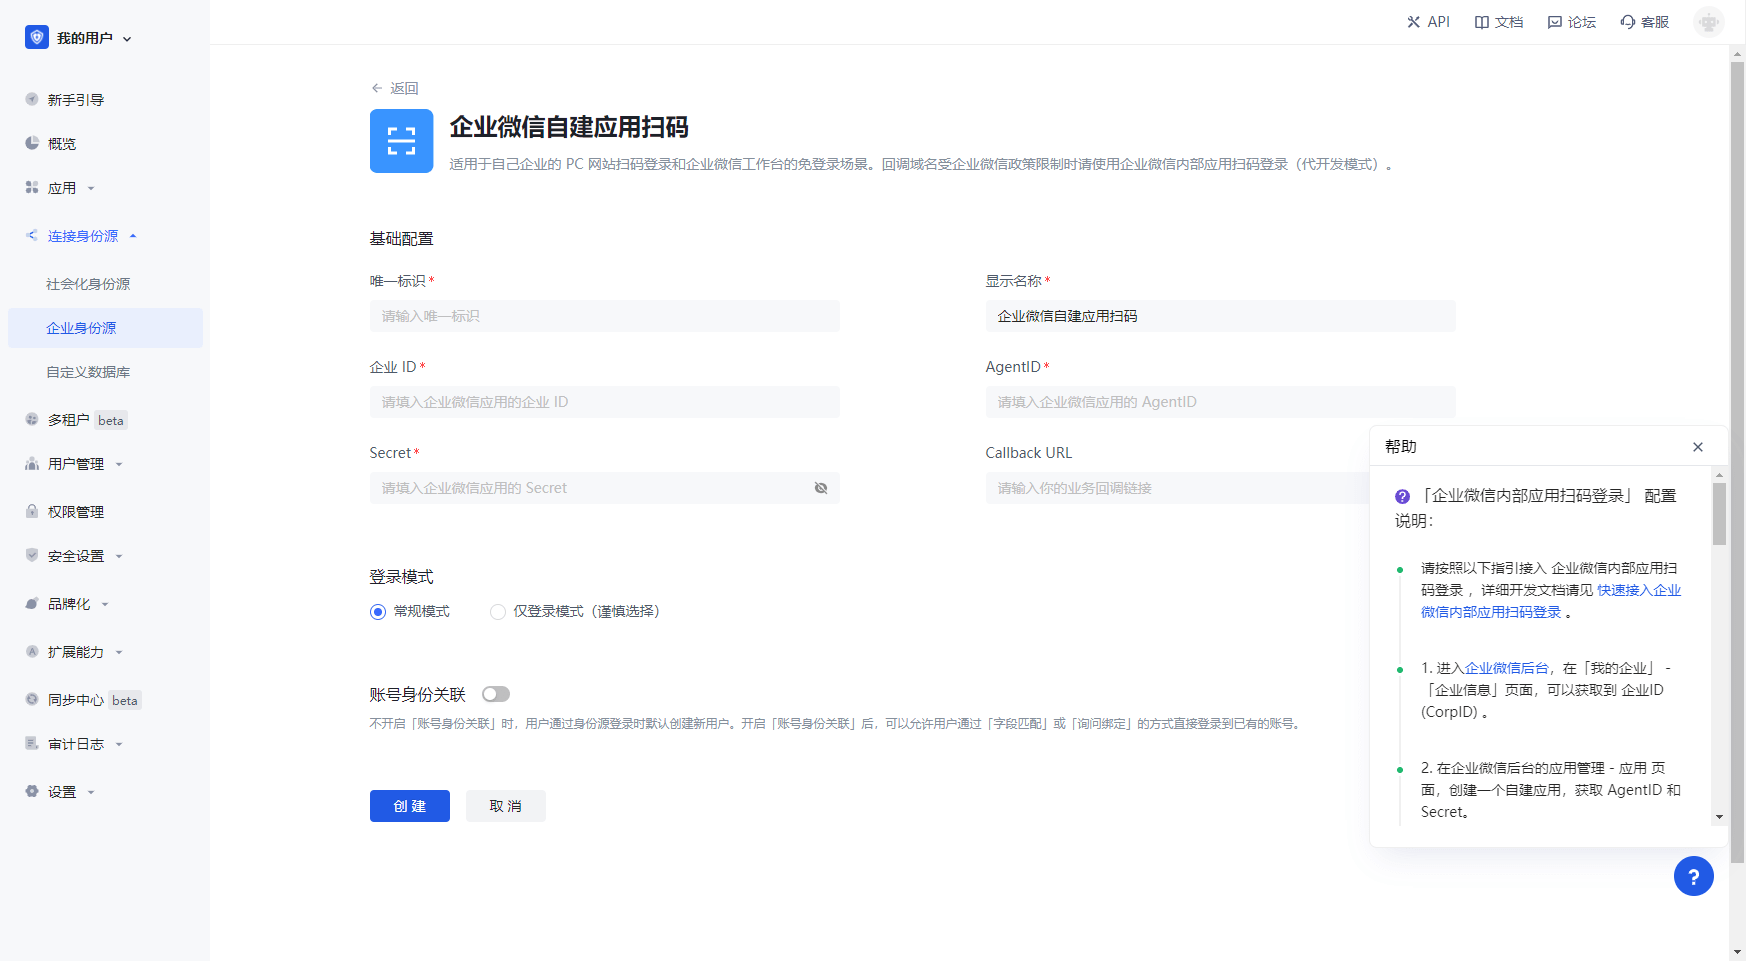 我的用户
API
文档
论坛
客服
新手引导
概览
应用
连接身份源
社会化身份源
企业身份源
自定义数据库
多租户 beta
用户管理
权限管理
安全设置
品牌化
扩展能力
同步中心 beta
审计日志
设置
返回
企业微信自建应用扫码
适用于自己企业的 PC 网站扫码登录和企业微信工作台的免登录场景。回调域名受企业微信政策限制时请使用企业微信内部应用扫码登录（代开发模式）。
基础配置
唯一标识*
请输入唯一标识
显示名称*
企业微信自建应用扫码
企业 ID*
请填入企业微信应用的企业 ID
AgentID*
请填入企业微信应用的 AgentID
Secret*
请填入企业微信应用的 Secret
Callback URL
请输入你的业务回调链接
登录模式
常规模式
仅登录模式（谨慎选择）
账号身份关联
不开启「账号身份关联」时，用户通过身份源登录时默认创建新用户。开启「账号身份关联」后，可以允许用户通过「字段匹配」或「询问绑定」的方式直接登录到已有的账号。
创 建
取 消
帮助
?「企业微信内部应用扫码登录」 配置
说明：
请按照以下指引接入 企业微信内部应用扫
码登录 ，详细开发文档请见 快速接入企业
微信内部应用扫码登录 。
1. 进入企业微信后台，在「我的企业」 -
「企业信息」页面，可以获取到 企业ID
(CorpID) 。
2. 在企业微信后台的应用管理 - 应用 页
面，创建一个自建应用，获取 AgentID 和
Secret。
?